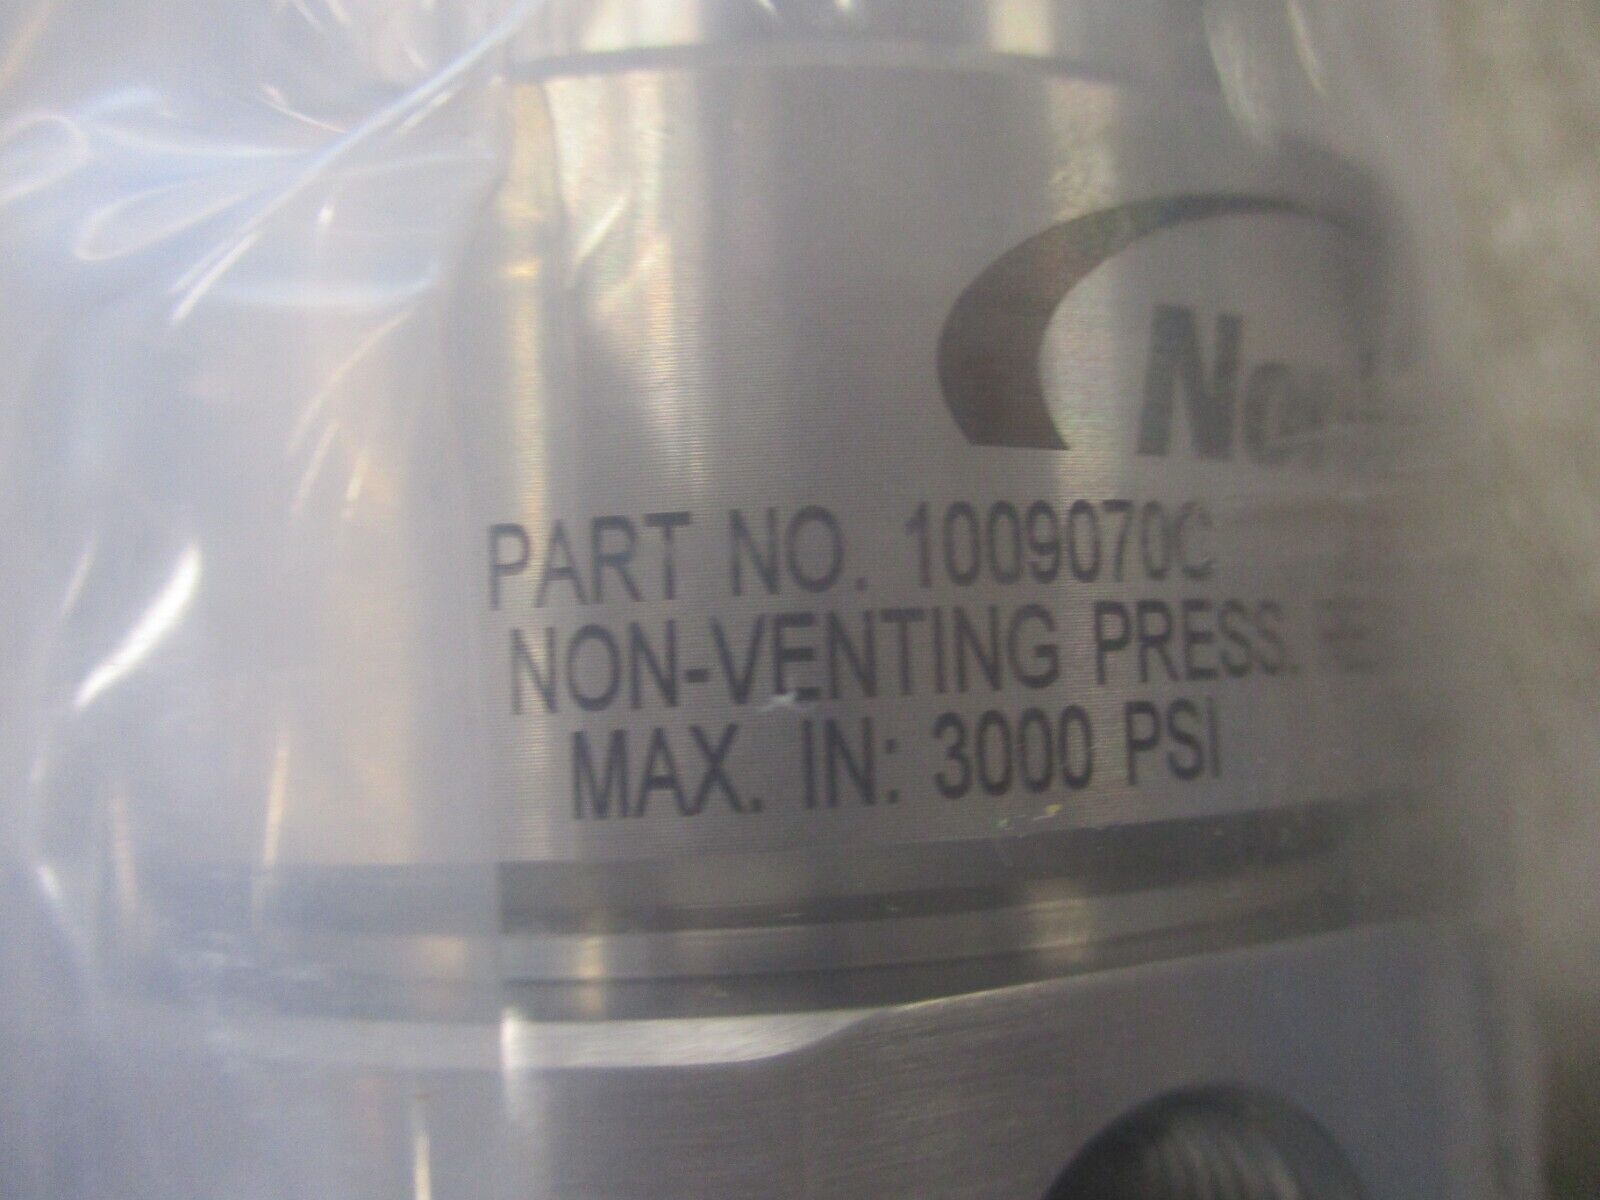 PART NO. 1009070C
NON-VENTING PRESS.
MAX. IN: 3000 PSI